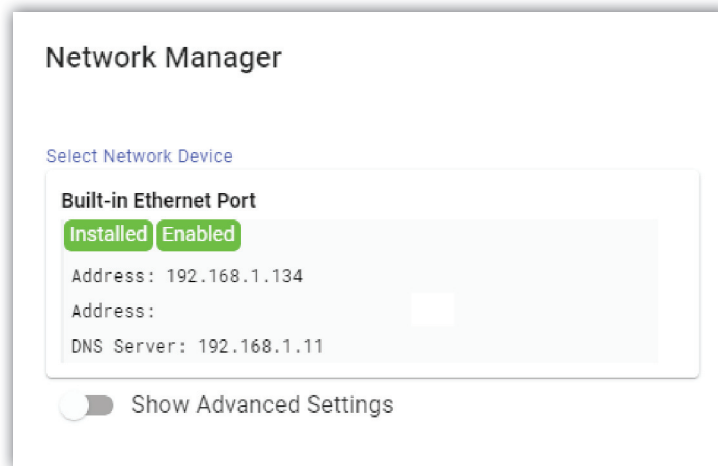 Network Manager
Select Network Device
Built-in Ethernet Port
Installed Enabled
Address: 192.168.1.134
Address:
DNS Server: 192.168.1.11
Show Advanced Settings